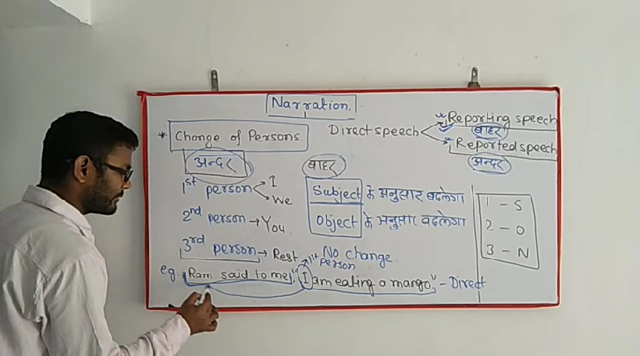 Narration.
* Change of Persons
Direct speech
Reporting speech
बाहर
Reported speech
अन्दर
अन्दर
बाहर
1st person I
We
Subject के अनुसार बदलेगा
2nd person → You
Object के अनुसार बदलेगा
3rd person → Rest
No change
1 - S
2 - O
3 - N
1st person
eg. Ram said to me, "I am eating a mango" - Direct